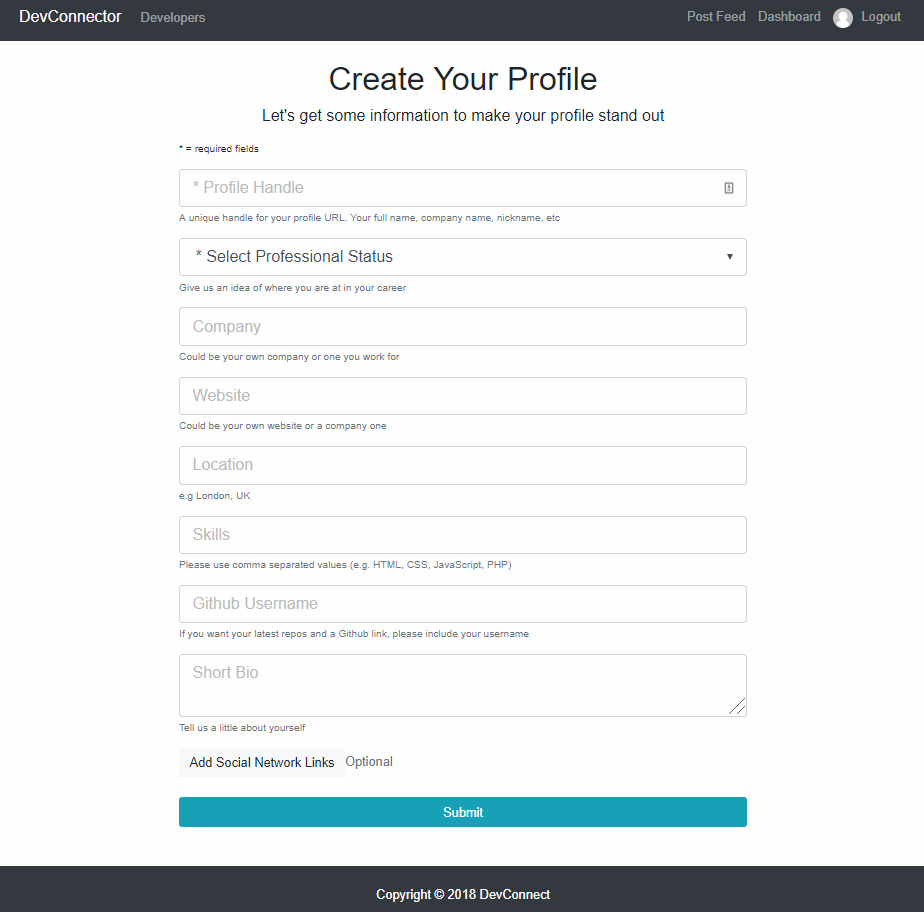 DevConnector Developers Post Feed Dashboard Logout
Create Your Profile
Let's get some information to make your profile stand out
* = required fields
* Profile Handle
A unique handle for your profile URL. Your full name, company name, nickname, etc
* Select Professional Status
Give us an idea of where you are at in your career
Company
Could be your own company or one you work for
Website
Could be your own website or a company one
Location
e.g London, UK
Skills
Please use comma separated values (e.g. HTML, CSS, JavaScript, PHP)
Github Username
If you want your latest repos and a Github link, please include your username
Short Bio
Tell us a little about yourself
Add Social Network Links Optional
Submit
Copyright © 2018 DevConnect